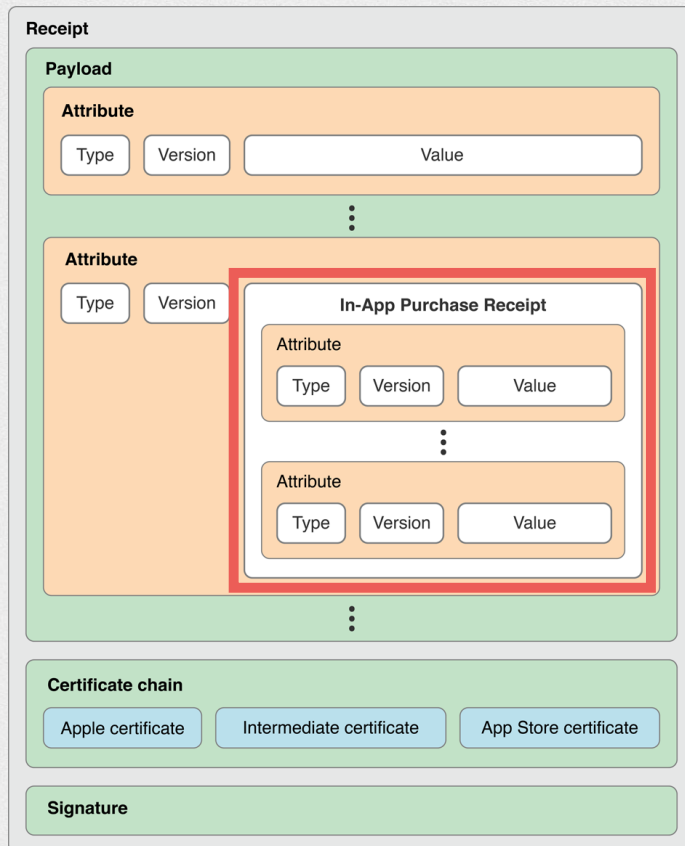 Receipt
Payload
Attribute
Type Version Value
Attribute
Type Version In-App Purchase Receipt
Attribute
Type Version Value
Attribute
Type Version Value
Certificate chain
Apple certificate Intermediate certificate App Store certificate
Signature